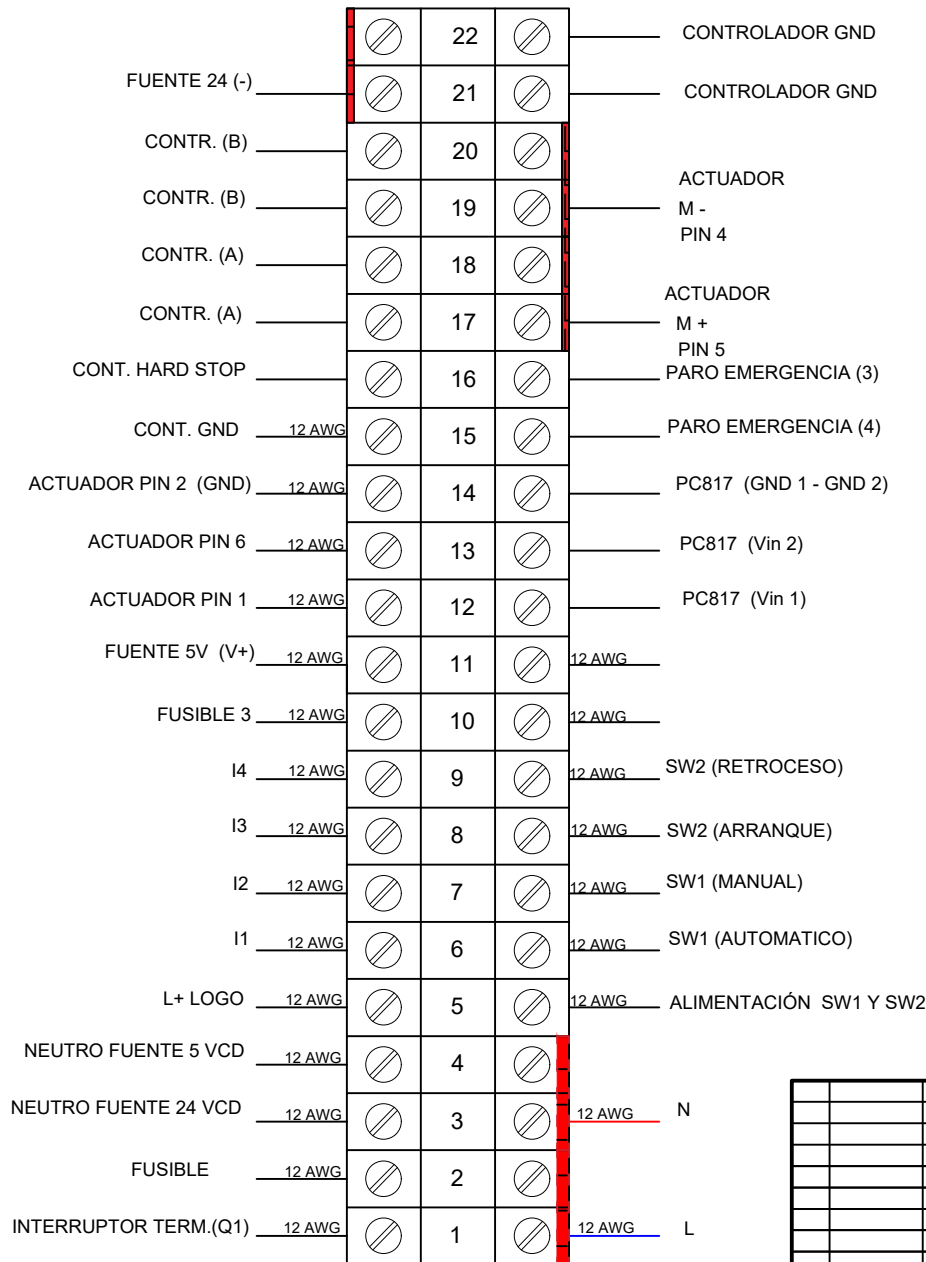 22 CONTROLADOR GND
FUENTE 24 (-) 21 CONTROLADOR GND
CONTR. (B) 20
CONTR. (B) 19 ACTUADOR
M -
PIN 4
CONTR. (A) 18
CONTR. (A) 17 ACTUADOR
M +
PIN 5
CONT. HARD STOP 16 PARO EMERGENCIA (3)
CONT. GND 12 AWG 15 PARO EMERGENCIA (4)
ACTUADOR PIN 2 (GND) 12 AWG 14 PC817 (GND 1 - GND 2)
ACTUADOR PIN 6 12 AWG 13 PC817 (Vin 2)
ACTUADOR PIN 1 12 AWG 12 PC817 (Vin 1)
FUENTE 5V (V+) 12 AWG 11 12 AWG
FUSIBLE 3 12 AWG 10 12 AWG
I4 12 AWG 9 12 AWG SW2 (RETROCESO)
I3 12 AWG 8 12 AWG SW2 (ARRANQUE)
I2 12 AWG 7 12 AWG SW1 (MANUAL)
I1 12 AWG 6 12 AWG SW1 (AUTOMATICO)
L+ LOGO 12 AWG 5 12 AWG ALIMENTACIÓN SW1 Y SW2
NEUTRO FUENTE 5 VCD 12 AWG 4
NEUTRO FUENTE 24 VCD 12 AWG 3 12 AWG N
FUSIBLE 12 AWG 2
INTERRUPTOR TERM.(Q1) 12 AWG 1 12 AWG L